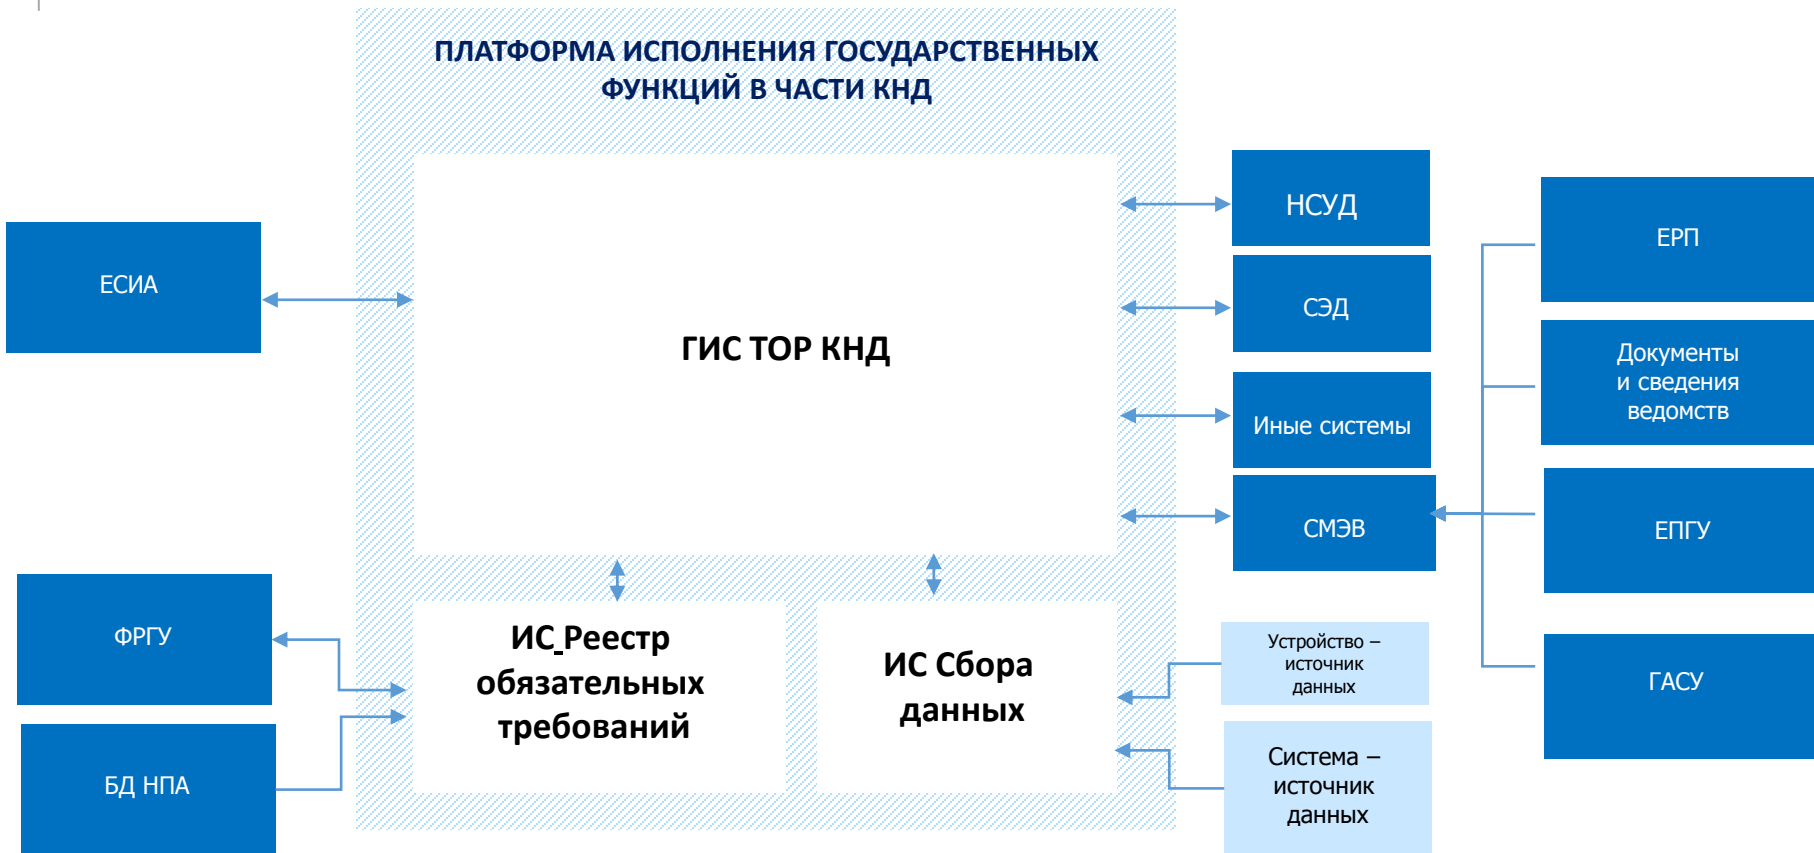 ПЛАТФОРМА ИСПОЛНЕНИЯ ГОСУДАРСТВЕННЫХ
ФУНКЦИЙ В ЧАСТИ КНД
ЕСИА
ФРГУ
БД НПА
ГИС ТОР КНД
ИС Реестр
обязательных
требований
ИС Сбора
данных
НСУД
СЭД
Иные системы
СМЭВ
Устройство –
источник
данных
Система –
источник
данных
ЕРП
Документы
и сведения
ведомств
ЕПГУ
ГАСУ